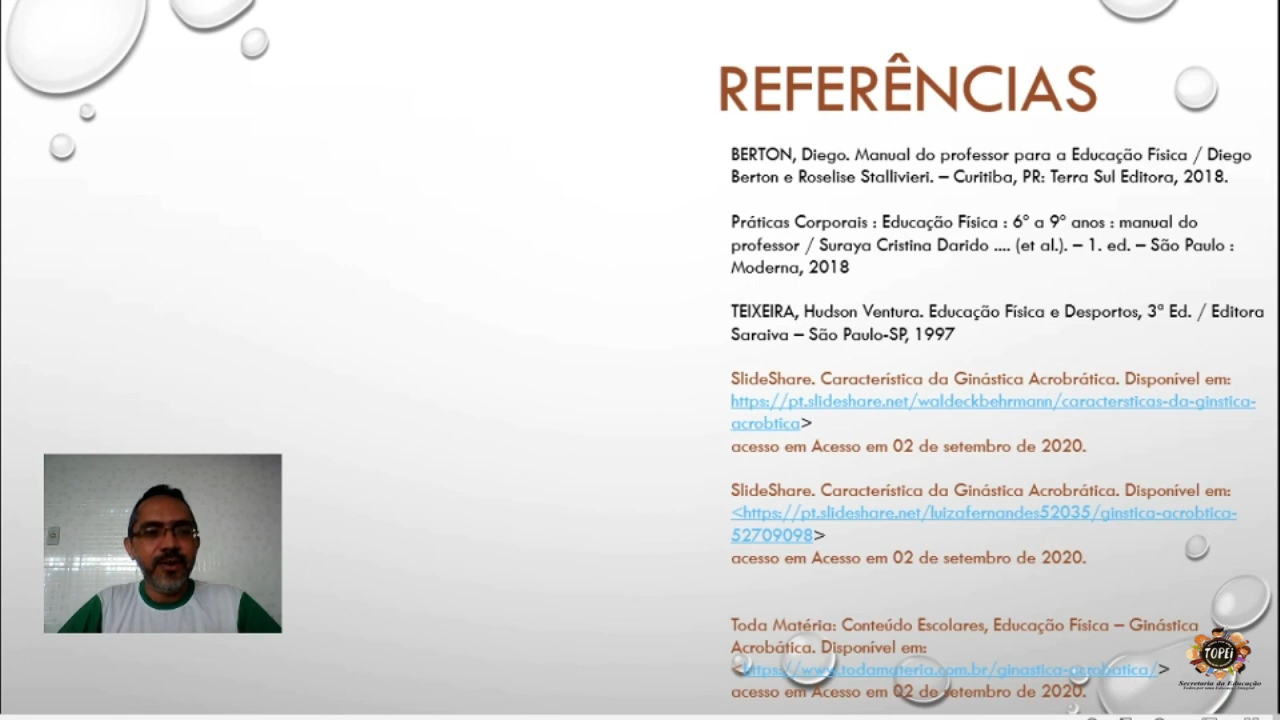 REFERÊNCIAS
BERTON, Diego. Manual do professor para a Educação Física / Diego
Berton e Roselise Stallivieri. – Curitiba, PR: Terra Sul Editora, 2018.
Práticas Corporais : Educação Física : 6º a 9º anos : manual do
professor / Suraya Cristina Darido .... (et al.). – 1. ed. – São Paulo :
Moderna, 2018
TEIXEIRA, Hudson Ventura. Educação Física e Desportos, 3ª Ed. / Editora
Saraiva – São Paulo-SP, 1997
SlideShare. Característica da Ginástica Acrobrática. Disponível em:
https://pt.slideshare.net/waldeckbehrmann/caractersticas-da-ginstica-
acrobtica>
acesso em Acesso em 02 de setembro de 2020.
SlideShare. Característica da Ginástica Acrobrática. Disponível em:
<https://pt.slideshare.net/luizafernandes52035/ginstica-acrobtica-
52709098>
acesso em Acesso em 02 de setembro de 2020.
Toda Matéria: Conteúdo Escolares, Educação Física – Ginástica
Acrobática. Disponível em:
<https://www.todamateria.com.br/ginastica-acrobatica/>
acesso em Acesso em 02 de setembro de 2020.
TOPEi
Secretaria da Educação